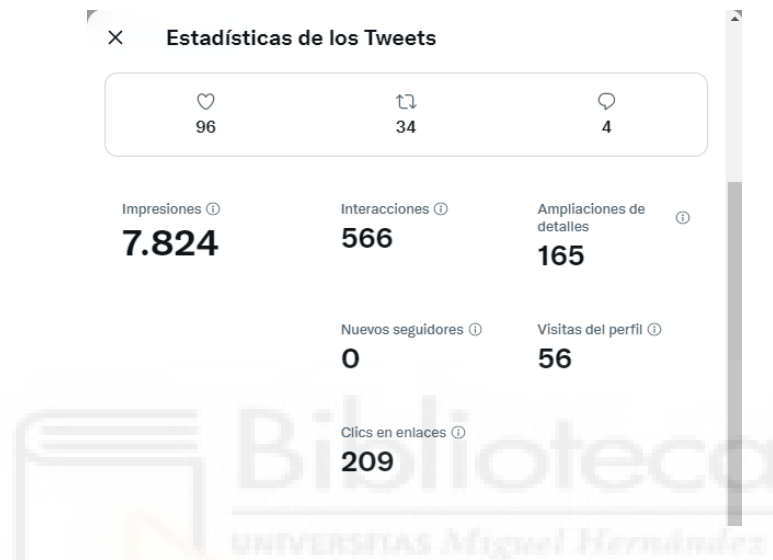 Estadísticas de los Tweets
96
34
4
Impresiones
7.824
Interacciones
566
Ampliaciones de
detalles
165
Nuevos seguidores
0
Visitas del perfil
56
Clics en enlaces
209
Biblioteca
UNIVERSITAS Miguel Hernández